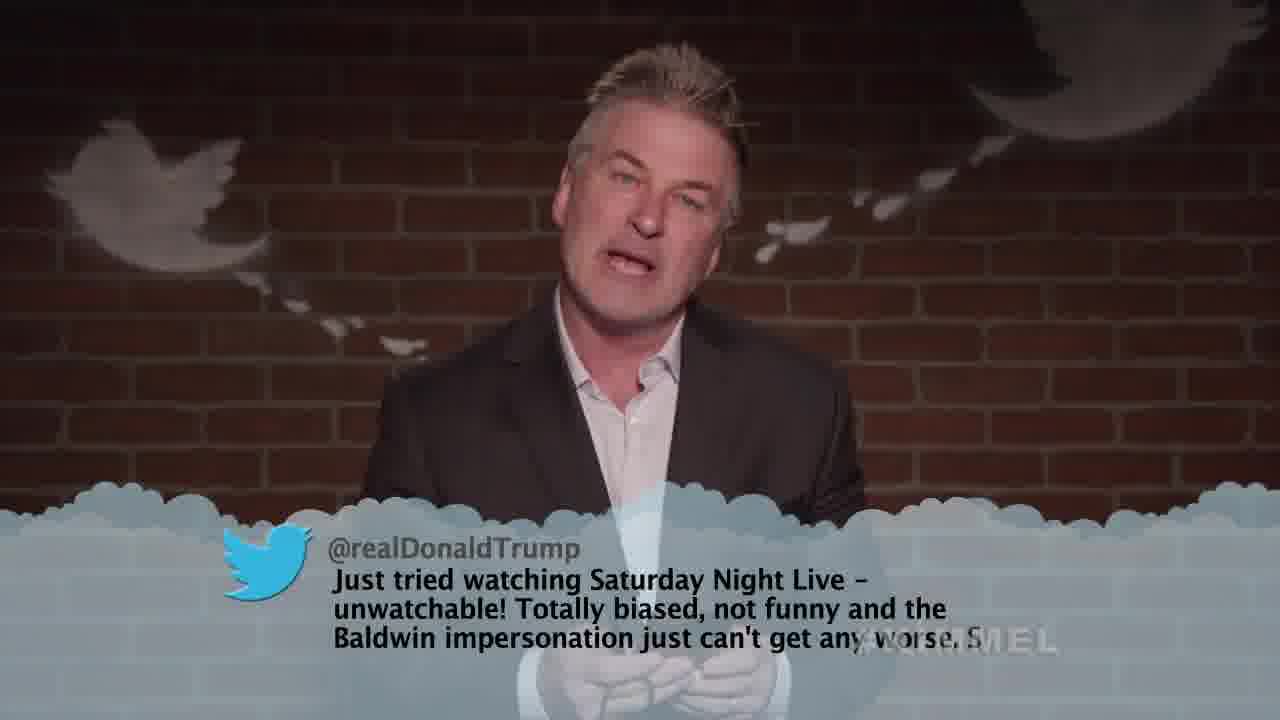 @realDonaldTrump
Just tried watching Saturday Night Live –
unwatchable! Totally biased, not funny and the
Baldwin impersonation just can't get any worse. S
#KIMMEL